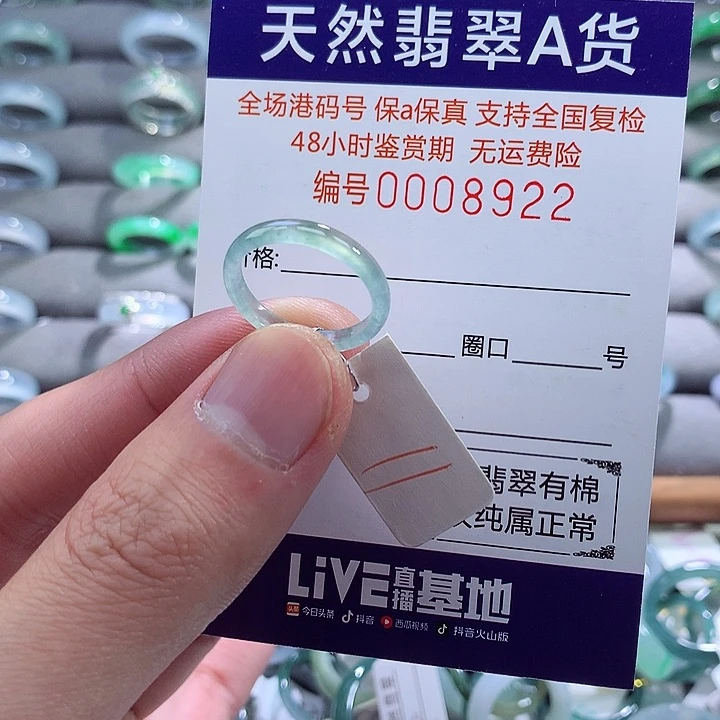 天然翡翠A货
全场港码号 保a保真 支持全国复检
48小时鉴赏期 无运费险
编号0008922
格:
圈口 号
翡翠有棉
纯属正常
LiVE直播基地
头条 今日头条 抖音 西瓜视频 抖音火山版